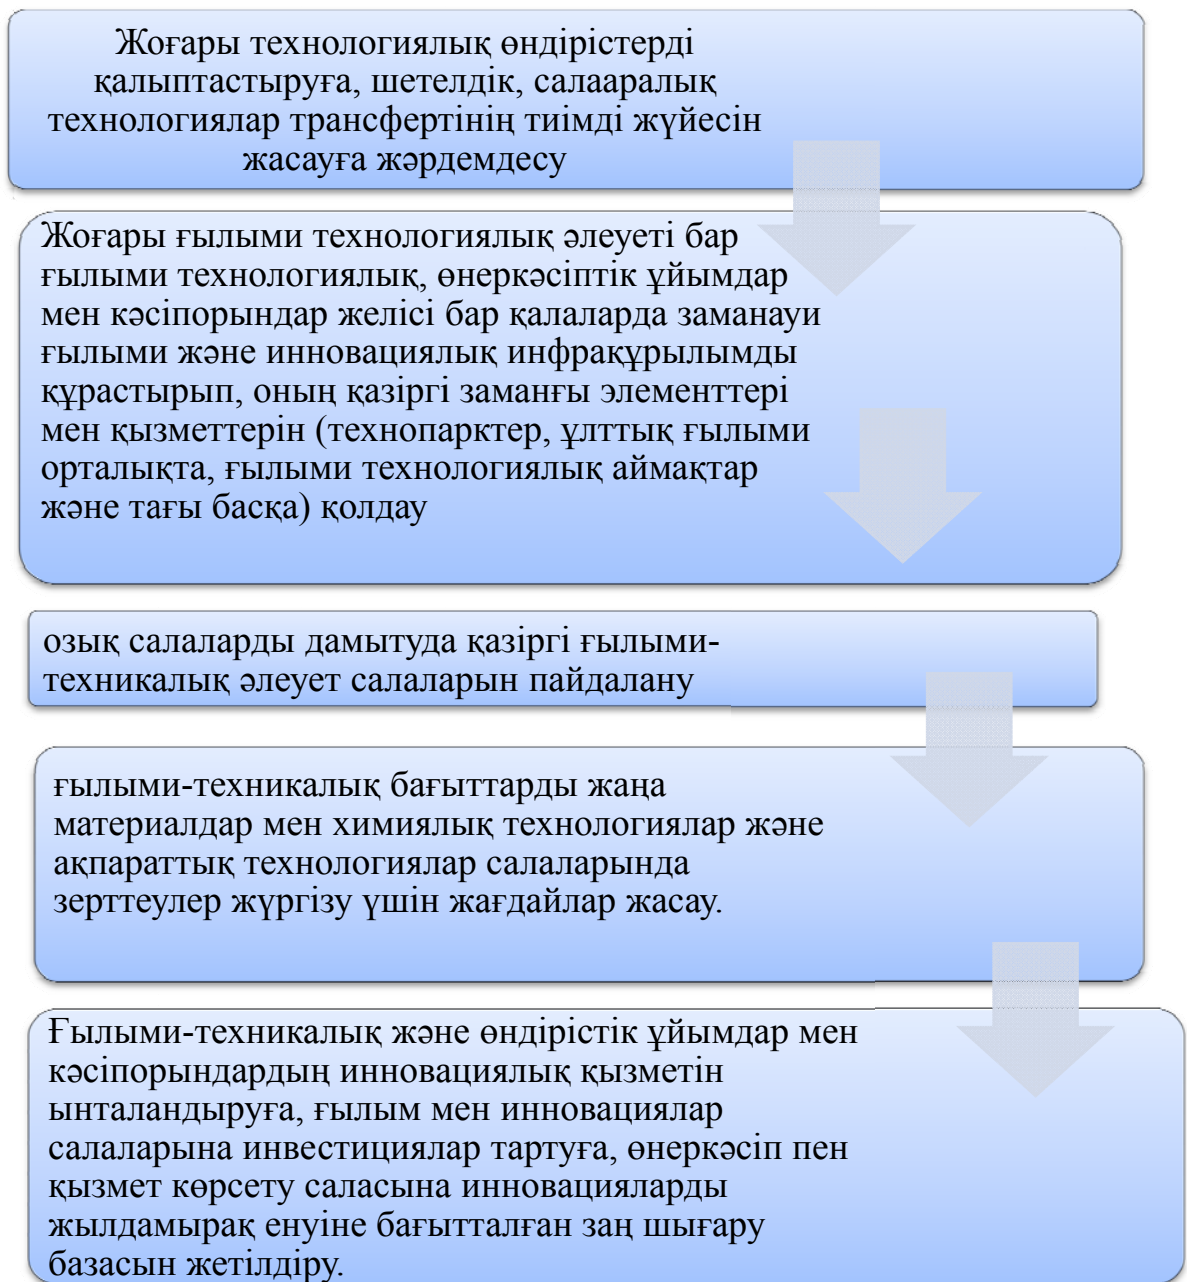 Жоғары технологиялық өндірістерді
қалыптастыруға, шетелдік, салааралық
технологиялар трансфертінің тиімді жүйесін
жасауға жәрдемдесу
Жоғары ғылыми технологиялық әлеуеті бар
ғылыми технологиялық, өнеркәсіптік ұйымдар
мен кәсіпорындар желісі бар қалаларда заманауи
ғылыми және инновациялық инфрақұрылымды
құрастырып, оның қазіргі заманғы элементтері
мен қызметтерін (технопарктер, ұлттық ғылыми
орталықта, ғылыми технологиялық аймақтар
және тағы басқа) қолдау
озық салаларды дамытуда қазіргі ғылыми-
техникалық әлеует салаларын пайдалану
ғылыми-техникалық бағыттарды жаңа
материалдар мен химиялық технологиялар және
ақпараттық технологиялар салаларында
зерттеулер жүргізу үшін жағдайлар жасау.
Ғылыми-техникалық және өндірістік ұйымдар мен
кәсіпорындардың инновациялық қызметін
ынталандыруға, ғылым мен инновациялар
салаларына инвестициялар тартуға, өнеркәсіп пен
қызмет көрсету саласына инновацияларды
жылдамырақ енуіне бағытталған заң шығару
базасын жетілдіру.